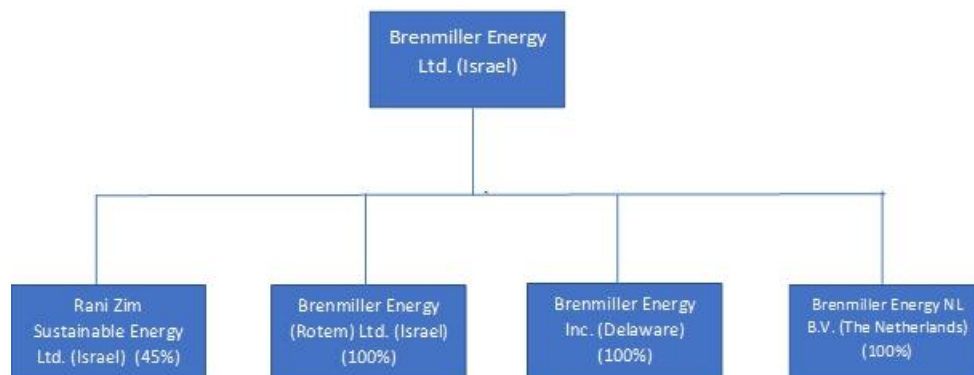 Brenmiller Energy
Ltd. (Israel)
Rani Zim
Sustainable Energy
Ltd. (Israel) (45%)
Brenmiller Energy
(Rotem) Ltd. (Israel)
(100%)
Brenmiller Energy
Inc. (Delaware)
(100%)
Brenmiller Energy NL
B.V. (The Netherlands)
(100%)